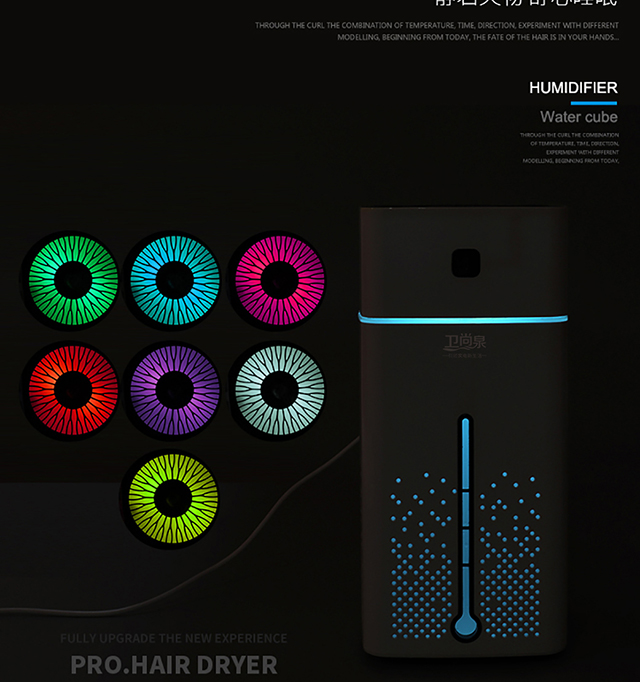 THROUGH THE CURL THE COMBINATION OF TEMPERATURE, TIME, DIRECTION, EXPERIMENT WITH DIFFERENT
MODELLING, BEGINNING FROM TODAY, THE FATE OF THE HAIR IS IN YOUR HANDS...
HUMIDIFIER
Water cube
THROUGH THE CURL THE COMBINATION
OF TEMPERATURE, TIME, DIRECTION,
EXPERIMENT WITH DIFFERENT
MODELLING, BEGINNING FROM TODAY,
卫尚泉
FULLY UPGRADE THE NEW EXPERIENCE
PRO.HAIR DRYER